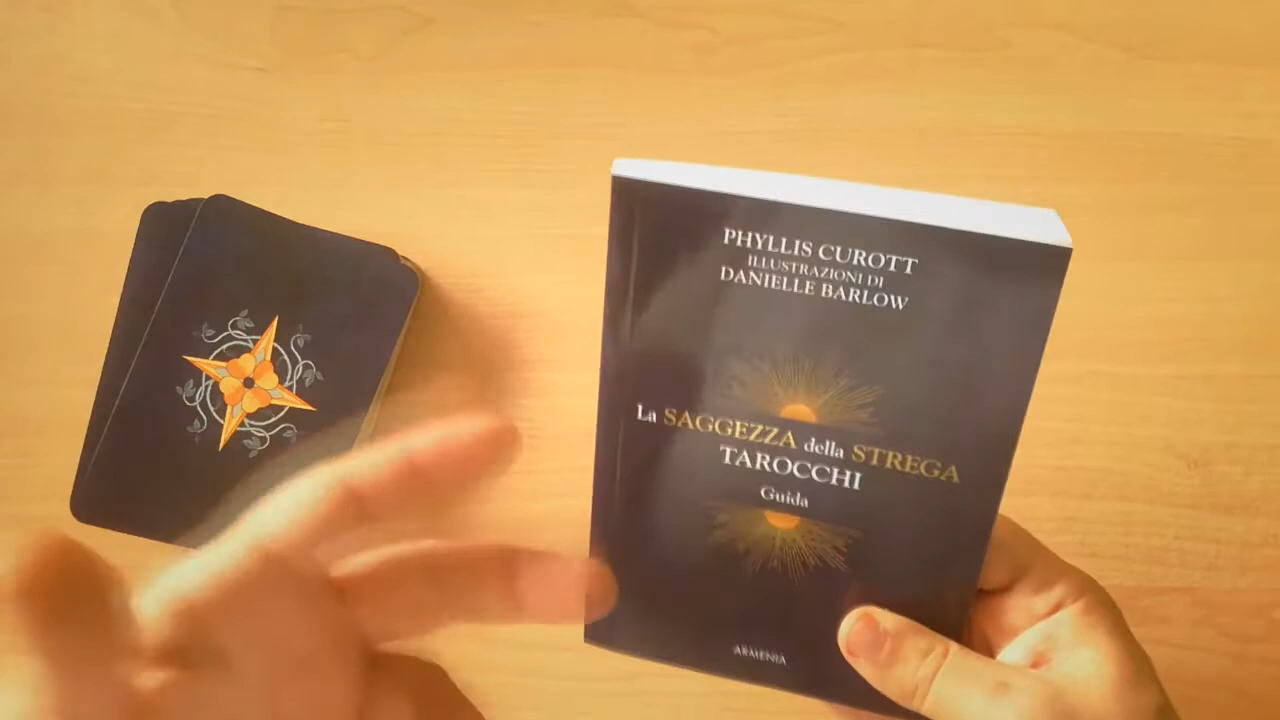 PHYLLIS CUROTT
ILLUSTRAZIONI DI
DANIELLE BARLOW
La SAGGEZZA della STREGA
TAROCCHI
Guida
ARMENIA